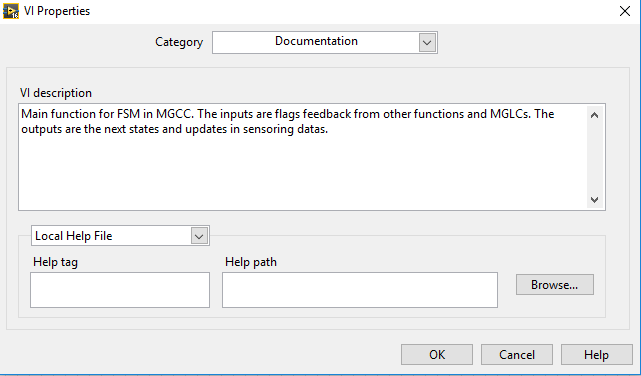 VI Properties
Category
Documentation
VI description
Main function for FSM in MGCC. The inputs are flags feedback from other functions and MGLCs. The
outputs are the next states and updates in sensoring datas.
Local Help File
Help tag
Help path
Browse...
OK
Cancel
Help